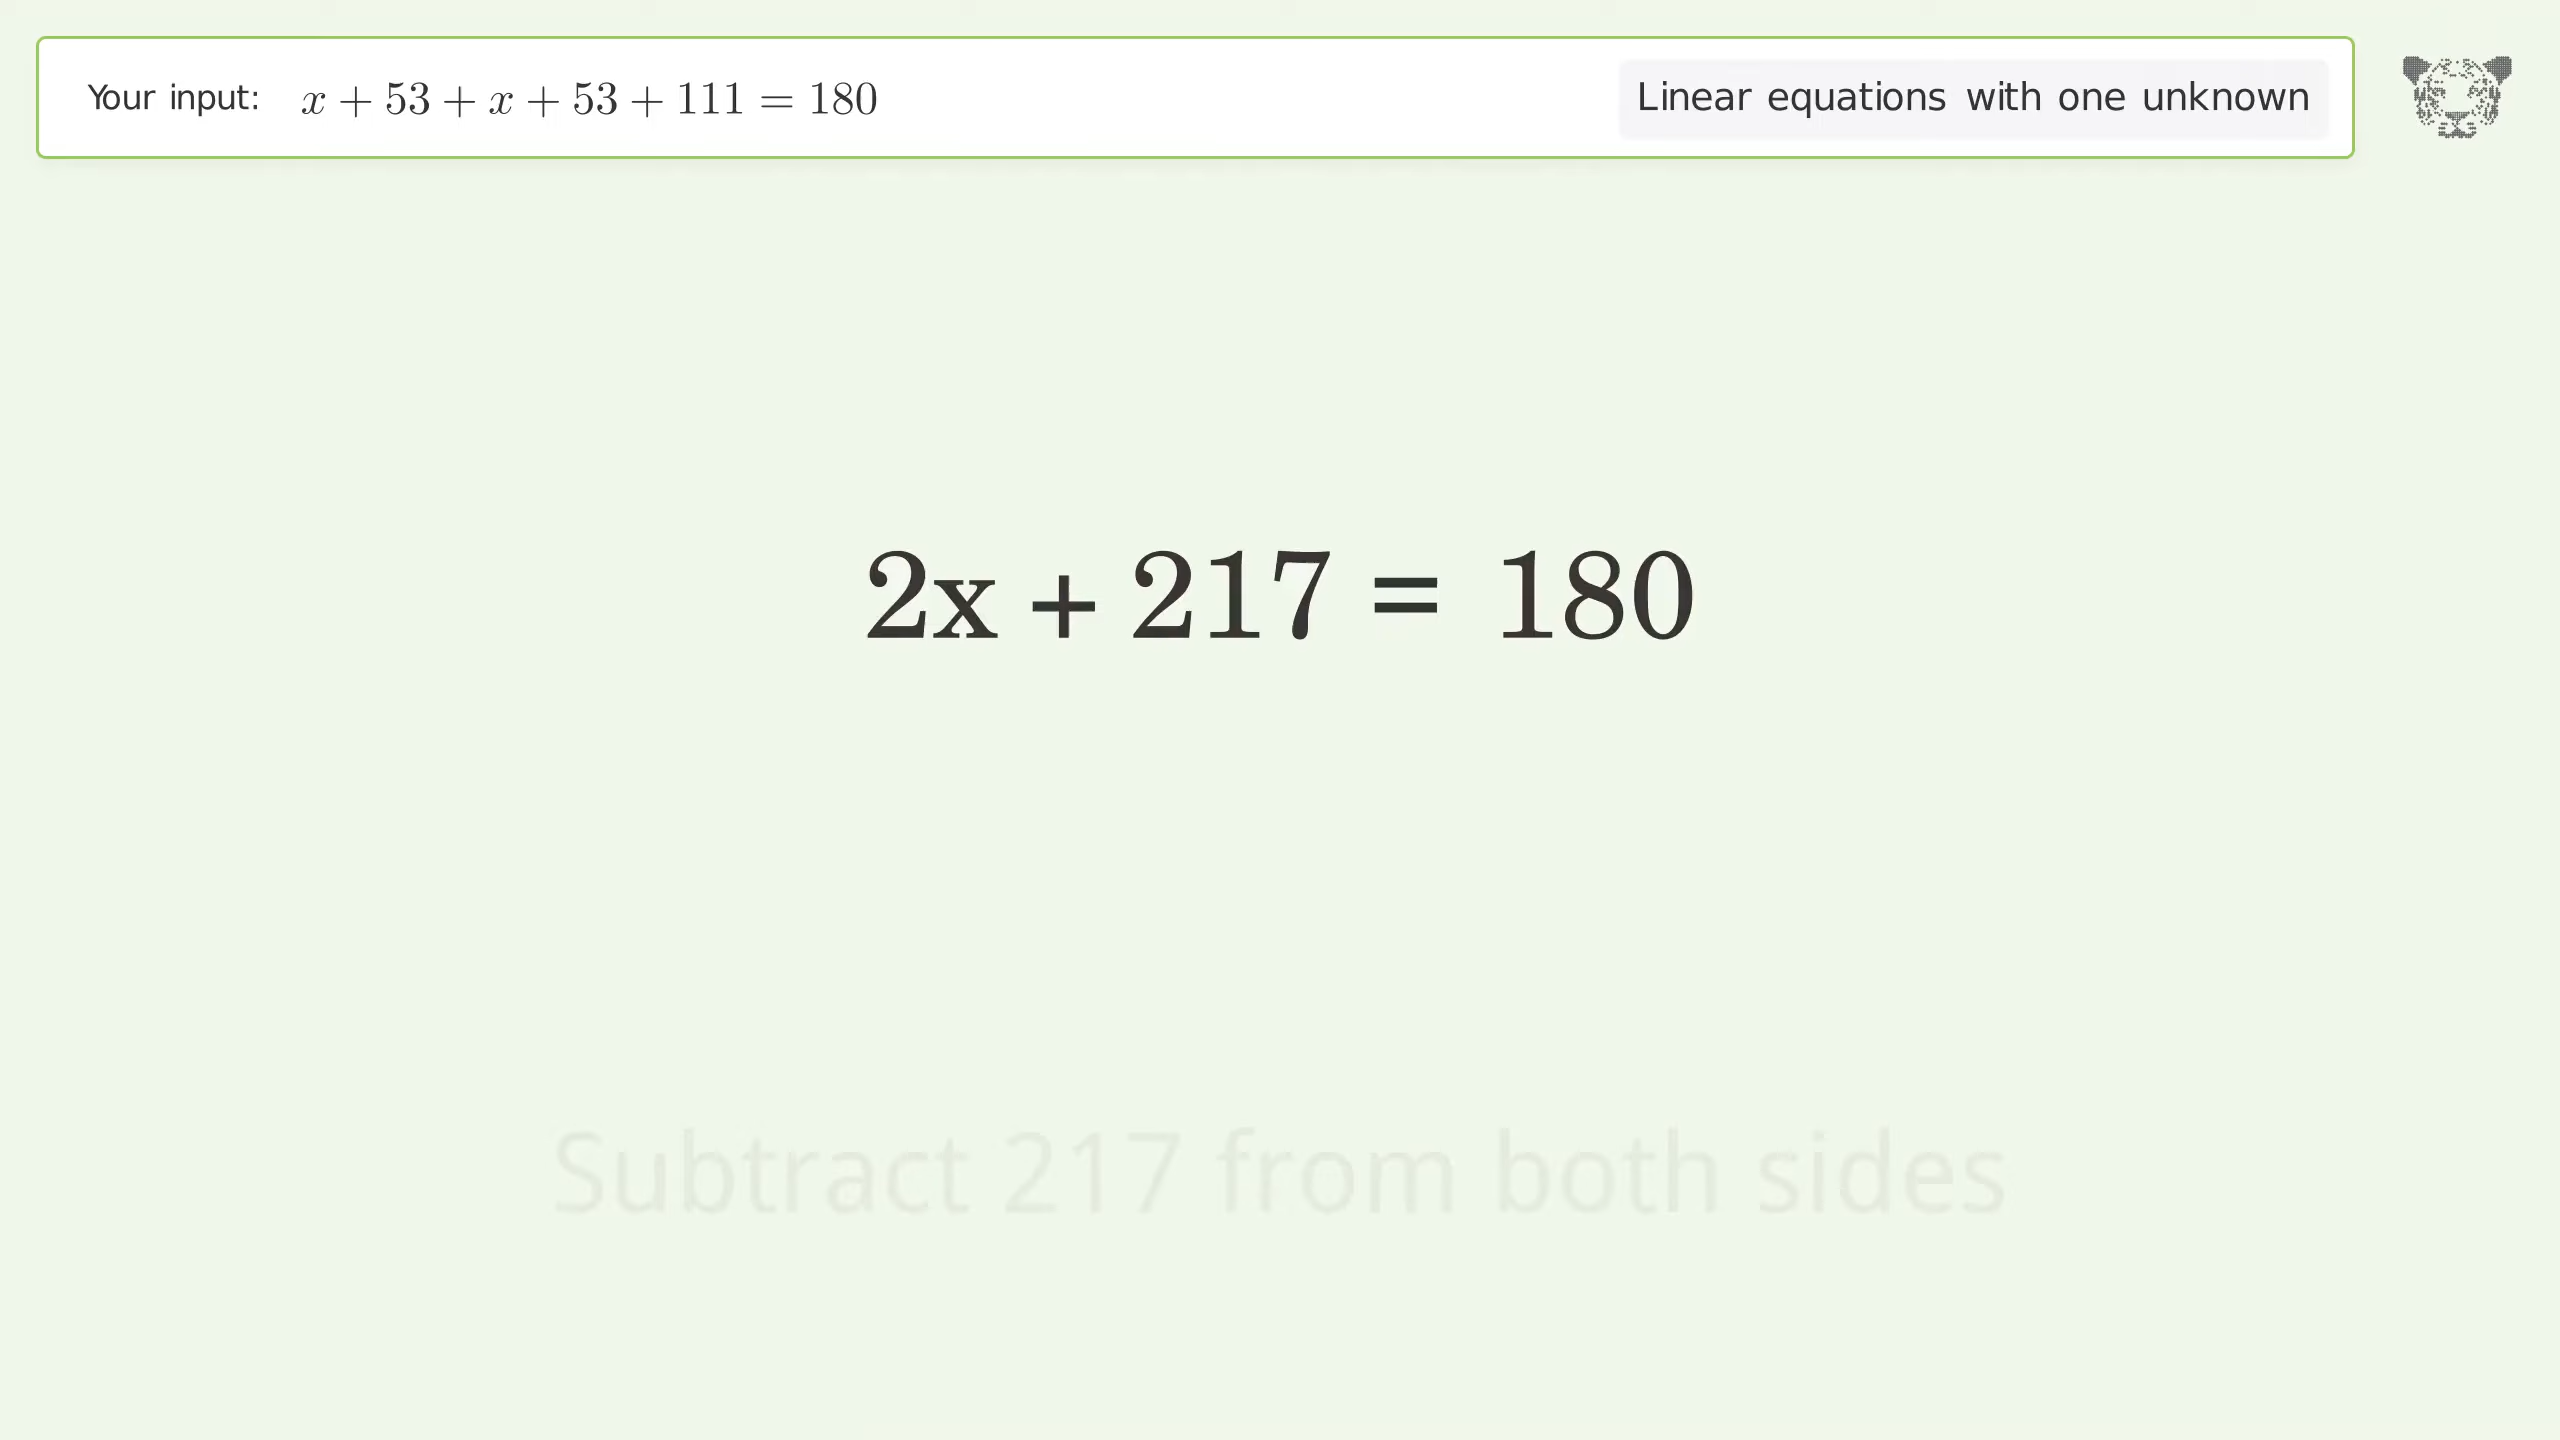 Your input: x + 53 + x + 53 + 111 = 180
Linear equations with one unknown
2x + 217 = 180
Subtract 217 from both sides